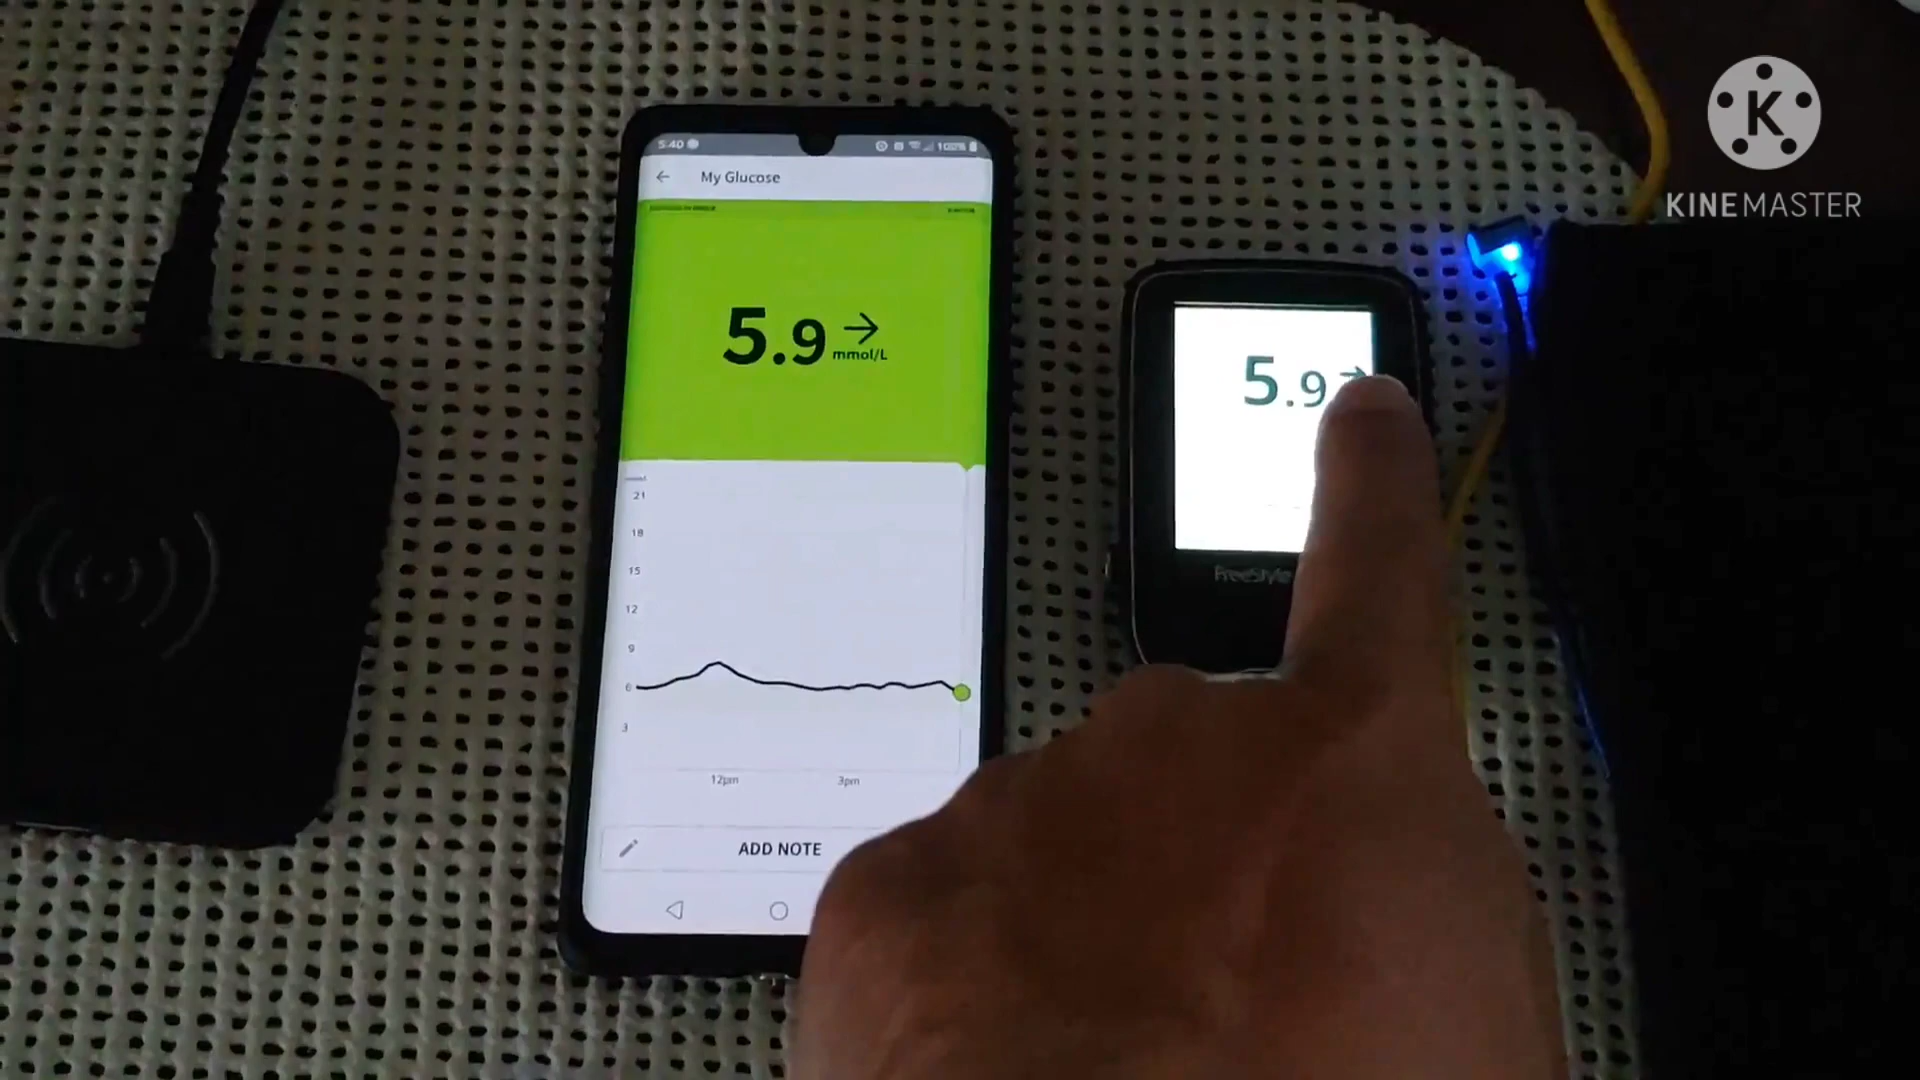 5:40
100%
My Glucose
5.9
mmol/L
21
18
15
12
9
6
3
12pm
3pm
ADD NOTE
5.9
FreeStyle
K
KINEMASTER